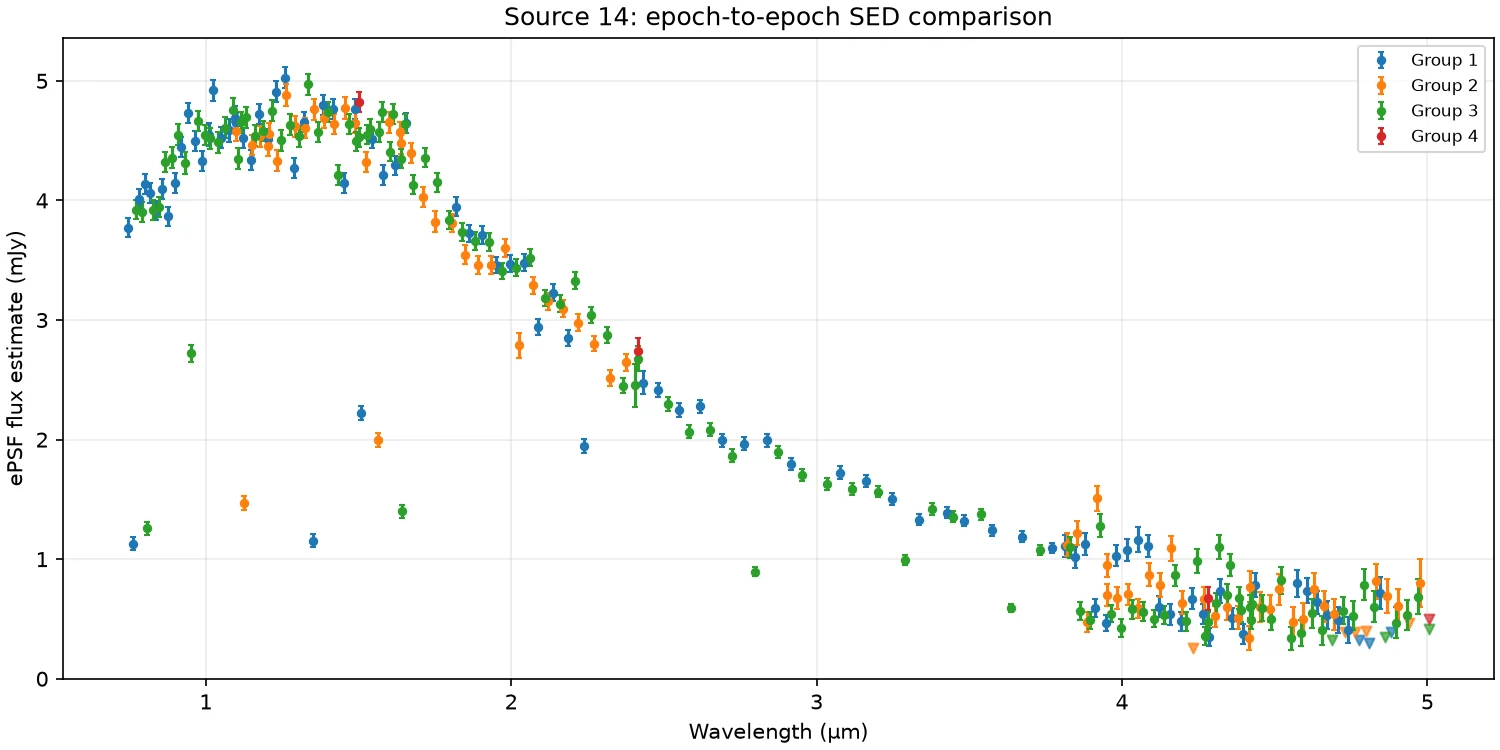 Source 14: epoch-to-epoch SED comparison
Group 1
Group 2
Group 3
Group 4
ePSF flux estimate (mJy)
5
4
3
2
1
0
1 2 3 4 5
Wavelength (µm)